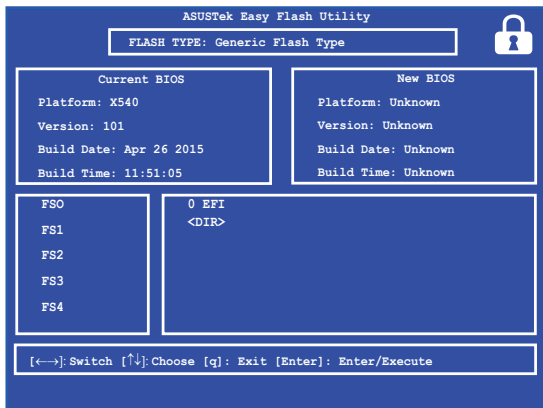 ASUSTek Easy Flash Utility
FLASH TYPE: Generic Flash Type
Current BIOS
Platform: X540
Version: 101
Build Date: Apr 26 2015
Build Time: 11:51:05
New BIOS
Platform: Unknown
Version: Unknown
Build Date: Unknown
Build Time: Unknown
FSO
FS1
FS2
FS3
FS4
0 EFI
<DIR>
[←→]: Switch [↑↓]: Choose [q]: Exit [Enter]: Enter/Execute